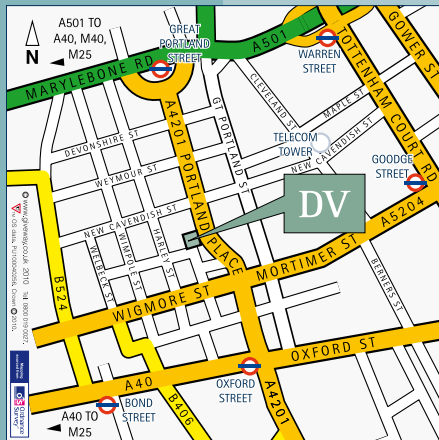 A501 TO
A40, M40,
M25
N
GREAT
PORTLAND
STREET
MARYLEBONE RD
A501
WARREN
STREET
TOTTENHAM COURT RD
GOWER ST
CLEVELAND ST
MAPLE ST
GT PORTLAND ST
A4201 PORTLAND PLACE
DEVONSHIRE ST
WEYMOUTH ST
NEW CAVENDISH ST
TELECOM
TOWER
NEW CAVENDISH ST
GOODGE
STREET
DV
A5204
MORTIMER ST
WIGMORE ST
WELBECK ST
WIMPOLE ST
HARLEY ST
B524
BERNERS ST
OXFORD ST
A40
OXFORD
STREET
BOND
STREET
B406
A4201
A40 TO
M25
Ordnance
Survey